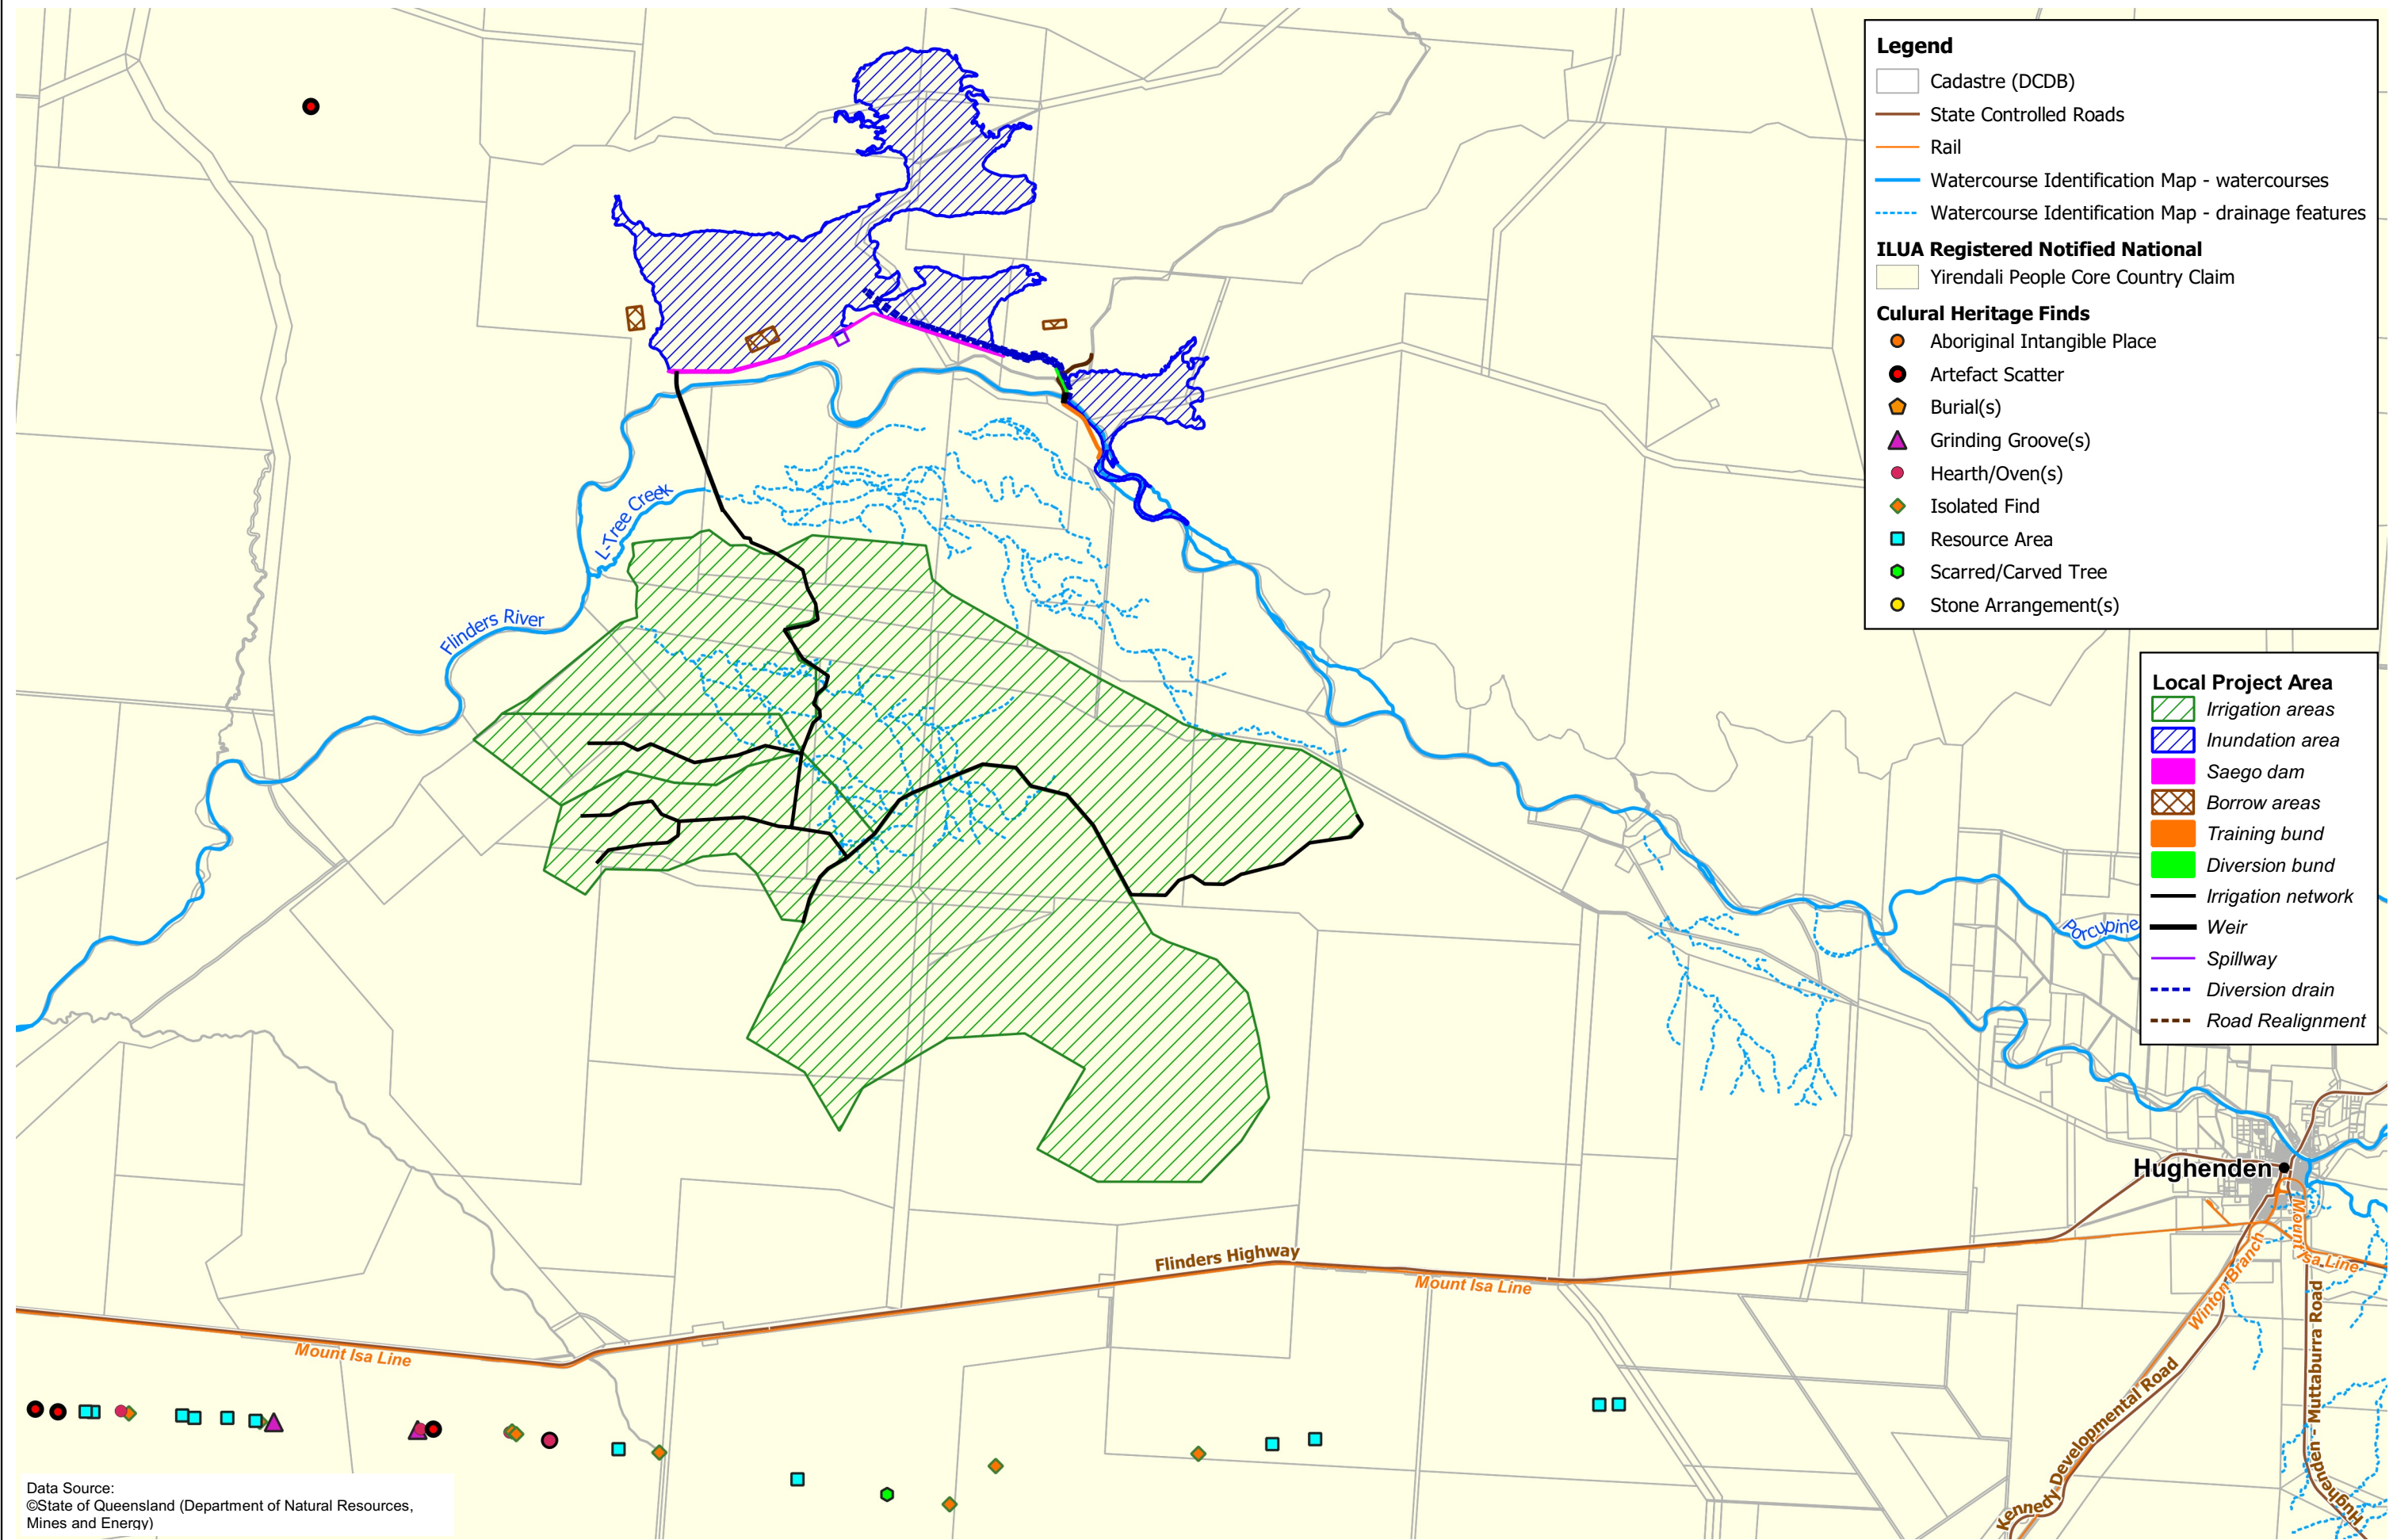 Legend
Cadastre (DCDB)
State Controlled Roads
Rail
Watercourse Identification Map - watercourses
Watercourse Identification Map - drainage features
ILUA Registered Notified National
Yirendali People Core Country Claim
Culural Heritage Finds
Aboriginal Intangible Place
Artefact Scatter
Burial(s)
Grinding Groove(s)
Hearth/Oven(s)
Isolated Find
Resource Area
Scarred/Carved Tree
Stone Arrangement(s)
L-Tree Creek
Flinders River
Local Project Area
Irrigation areas
Inundation area
Saego dam
Borrow areas
Training bund
Diversion bund
Irrigation network
Weir
Spillway
Diversion drain
Road Realignment
Porcupine
Hughenden
Flinders Highway
Mount Isa Line
Mount Isa Line
Mount Isa Line
Winton Branch
Kennedy Developmental Road
Hughenden - Muttaburra Road
Hughenden
Data Source:
©State of Queensland (Department of Natural Resources,
Mines and Energy)